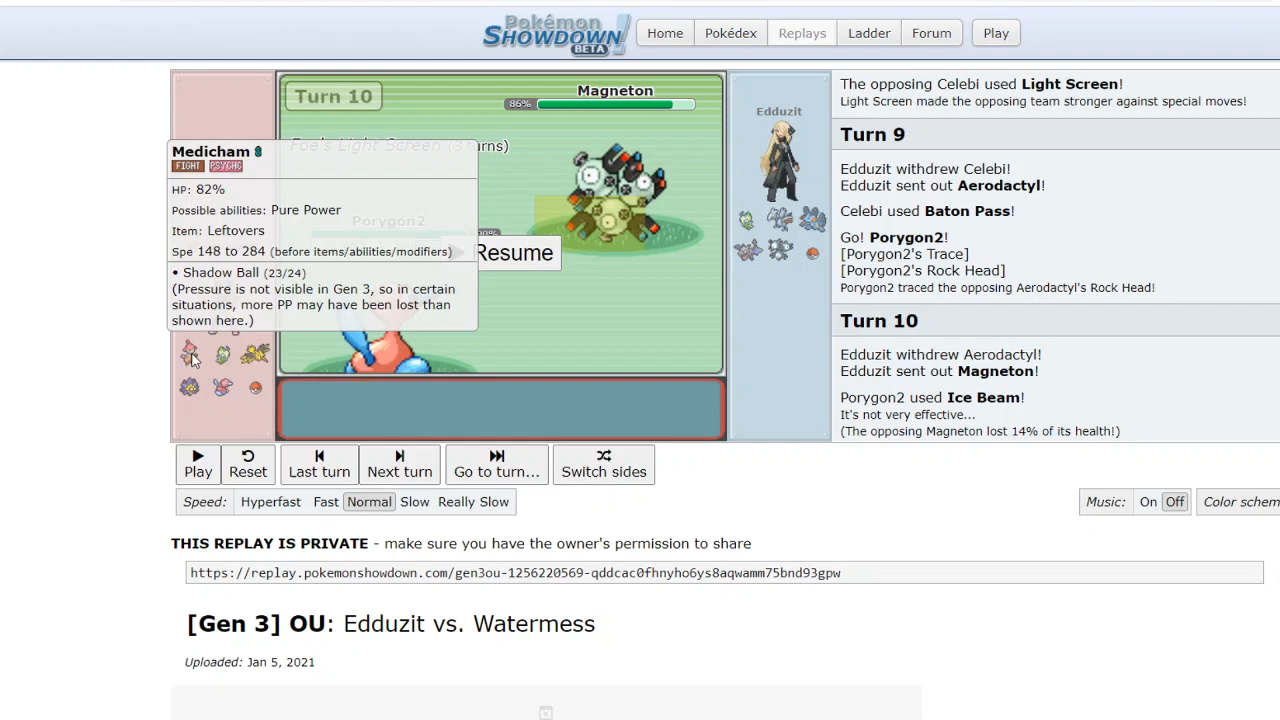 Pokémon
SHOWDOWN!
BETA
Home
Pokédex
Replays
Ladder
Forum
Play
Turn 10
Magneton
86%
Foe's Light Screen (3 turns)
Medicham
FIGHT PSYCHC
HP: 82%
Possible abilities: Pure Power
Item: Leftovers
Spe 148 to 284 (before items/abilities/modifiers)
• Shadow Ball (23/24)
(Pressure is not visible in Gen 3, so in certain
situations, more PP may have been lost than
shown here.)
Porygon2
Resume
Edduzit
The opposing Celebi used Light Screen!
Light Screen made the opposing team stronger against special moves!
Turn 9
Edduzit withdrew Celebi!
Edduzit sent out Aerodactyl!
Celebi used Baton Pass!
Go! Porygon2!
[Porygon2's Trace]
[Porygon2's Rock Head]
Porygon2 traced the opposing Aerodactyl's Rock Head!
Turn 10
Edduzit withdrew Aerodactyl!
Edduzit sent out Magneton!
Porygon2 used Ice Beam!
It's not very effective...
(The opposing Magneton lost 14% of its health!)
Play
Reset
Last turn
Next turn
Go to turn...
Switch sides
Speed: Hyperfast Fast Normal Slow Really Slow
Music: On Off
Color schem
THIS REPLAY IS PRIVATE - make sure you have the owner's permission to share
https://replay.pokemonshowdown.com/gen3ou-1256220569-qddcac0fhnyho6ys8aqwamm75bnd93gpw
[Gen 3] OU: Edduzit vs. Watermess
Uploaded: Jan 5, 2021